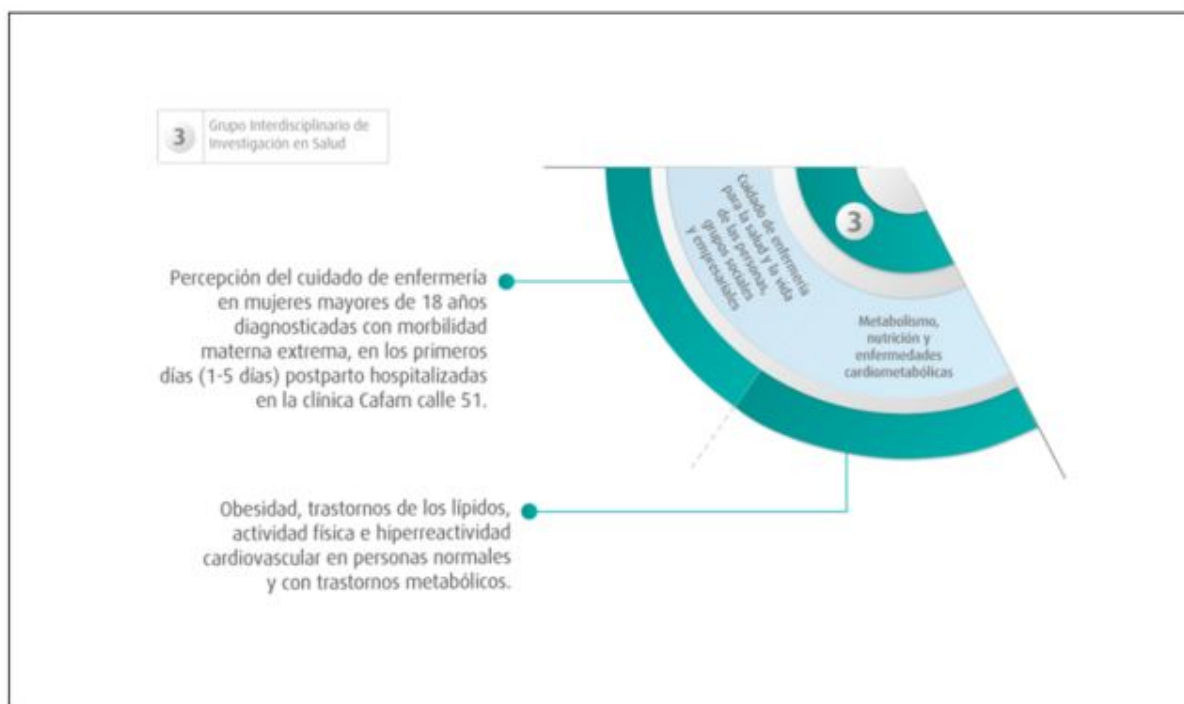 3
Grupo Interdisciplinario de
Investigación en Salud
Cuidado de enfermería
para la salud y la vida
de las personas,
grupos sociales
y empresariales
3
Metabolismo,
nutrición y
enfermedades
cardiometabólicas
Percepción del cuidado de enfermería
en mujeres mayores de 18 años
diagnosticadas con morbilidad
materna extrema, en los primeros
días (1-5 días) postparto hospitalizadas
en la clínica Cafam calle 51.
Obesidad, trastornos de los lípidos,
actividad física e hiperreactividad
cardiovascular en personas normales
y con trastornos metabólicos.